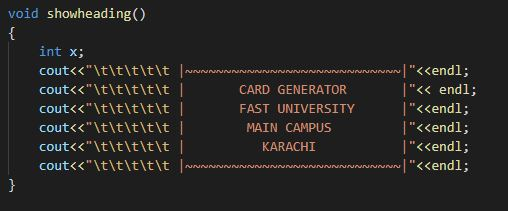 void showheading()
{
    int x;
    cout<<"\t\t\t\t\t |~~~~~~~~~~~~~~~~~~~~~~~~~~~~|"<<endl;
    cout<<"\t\t\t\t\t |       CARD GENERATOR       |"<< endl;
    cout<<"\t\t\t\t\t |       FAST UNIVERSITY      |"<<endl;
    cout<<"\t\t\t\t\t |        MAIN CAMPUS         |"<<endl;
    cout<<"\t\t\t\t\t |          KARACHI           |"<<endl;
    cout<<"\t\t\t\t\t |~~~~~~~~~~~~~~~~~~~~~~~~~~~~|"<<endl;
}